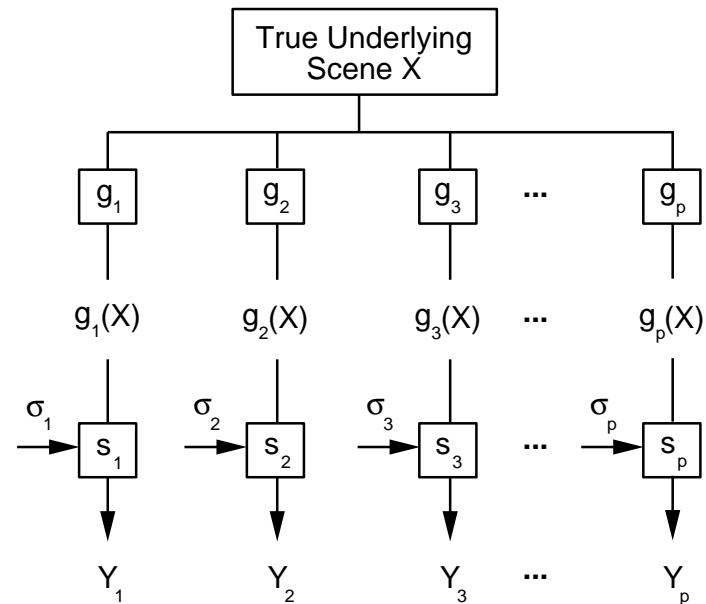 True Underlying
Scene X
g₁ g₂ g₃ ... gₚ
g₁(X) g₂(X) g₃(X) ... gₚ(X)
σ₁ σ₂ σ₃ σₚ
s₁ s₂ s₃ ... sₚ
Y₁ Y₂ Y₃ ... Yₚ